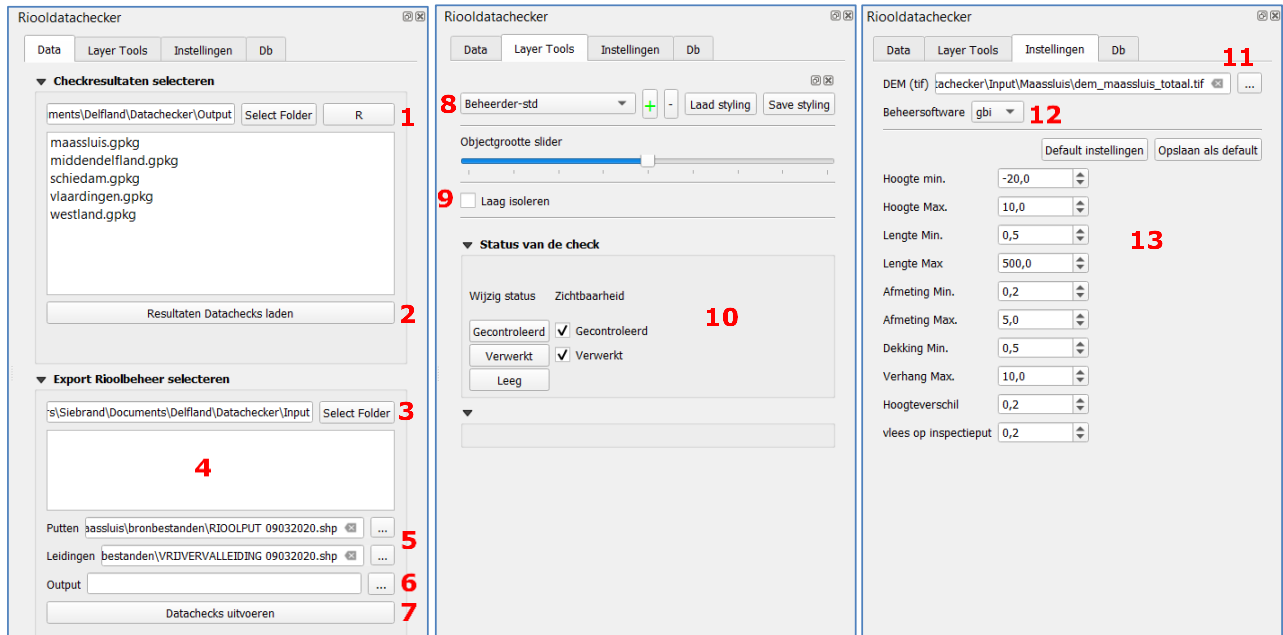 Riooldatachecker
Data Layer Tools Instellingen Db
Checkresultaten selecteren
ments\Delfland\Datachecker\Output Select Folder R 1
maassluis.gpkg
middendelfland.gpkg
schiedam.gpkg
vlaardingen.gpkg
westland.gpkg
Resultaten Datachecks laden 2
Export Rioolbeheer selecteren
rs\Siebrand\Documents\Delfland\Datachecker\Input Select Folder 3
4
Putten aassluis\bronbestanden\RIOOLPUT 09032020.shp ...
5
Leidingen bestanden\VRIJVERVALLEIDING 09032020.shp ...
Output ... 6
Datachecks uitvoeren 7
Riooldatachecker
Data Layer Tools Instellingen Db
8 Beheerder-std + - Laad styling Save styling
Objectgrootte slider
9 Laag isoleren
Status van de check
Wijzig status Zichtbaarheid
10
Gecontroleerd Gecontroleerd
Verwerkt Verwerkt
Leeg
Riooldatachecker
Data Layer Tools Instellingen Db
11
DEM (tif) :achecker\Input\Maassluis\dem_maassluis_totaal.tif ...
Beheersoftware gbi 12
Default instellingen Opslaan als default
Hoogte min. -20,0
Hoogte Max. 10,0
Lengte Min. 0,5
13
Lengte Max 500,0
Afmeting Min. 0,2
Afmeting Max. 5,0
Dekking Min. 0,5
Verhang Max. 10,0
Hoogteverschil 0,2
vlees op inspectieput 0,2